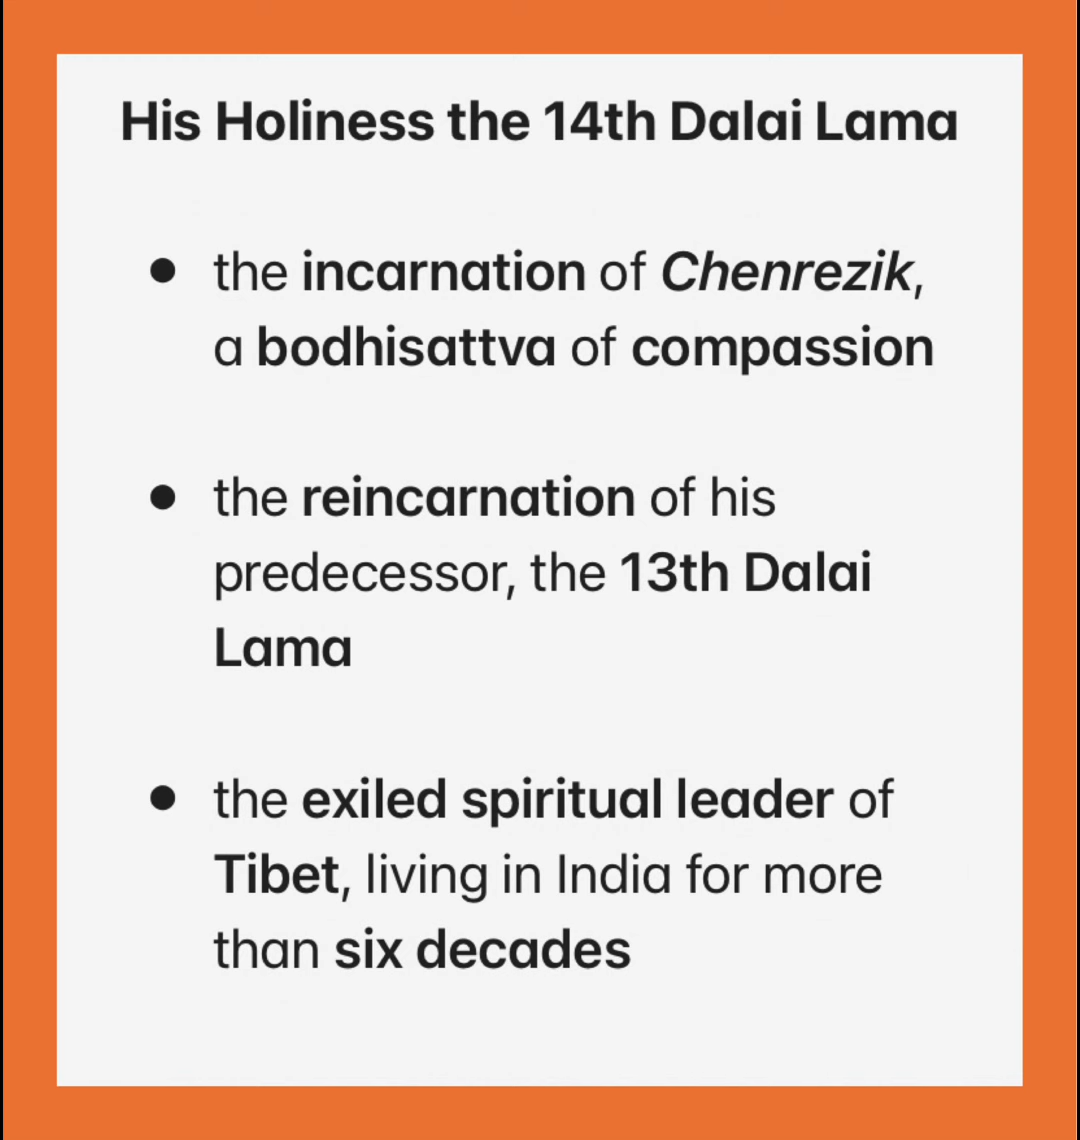 His Holiness the 14th Dalai Lama
• the incarnation of Chenrezik,
a bodhisattva of compassion
• the reincarnation of his
predecessor, the 13th Dalai
Lama
• the exiled spiritual leader of
Tibet, living in India for more
than six decades